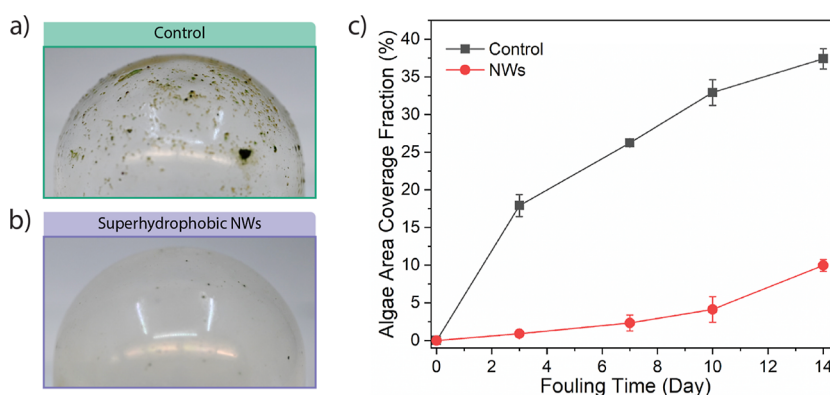 a)
Control
b)
Superhydrophobic NWs
c)
Algae Area Coverage Fraction (%)
40
35
30
25
20
15
10
5
0
Control
NWs
0 2 4 6 8 10 12 14
Fouling Time (Day)